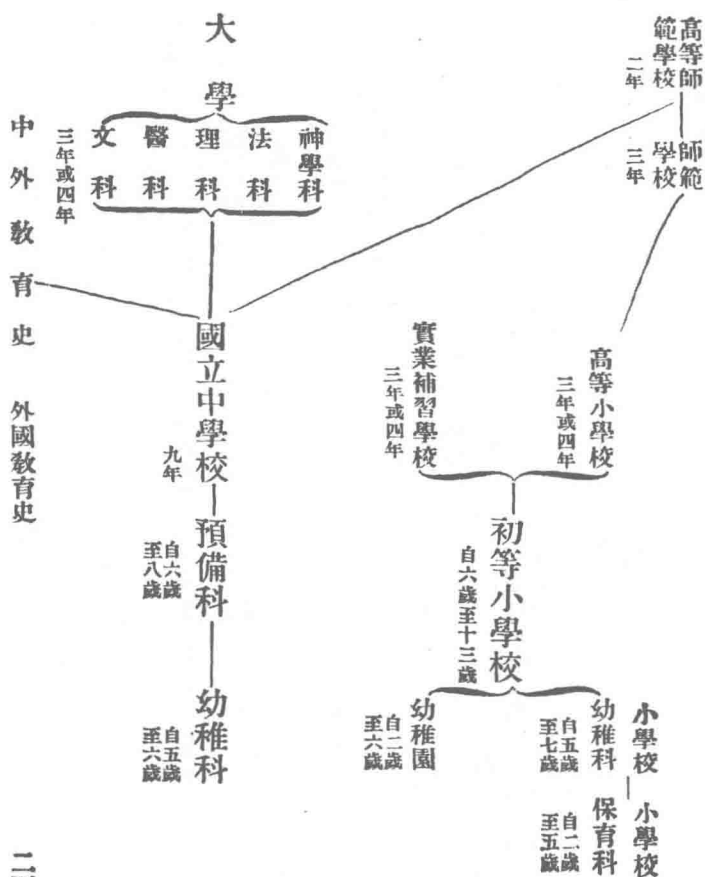 高等師
範學校
二年
師範
學校
三年
高等小學校
三年或四年
實業補習學校
三年或四年
初等小學校
自六歲至十三歲
小學校
幼稚科
自五歲
至七歲
小學校
保育科
自二歲
至五歲
幼稚園
自二歲
至六歲
大學
神學科
法科
理科
醫科
文科
三年或四年
國立中學校
九年
預備科
自六歲
至八歲
幼稚科
自五歲
至六歲
中外敎育史 外國敎育史